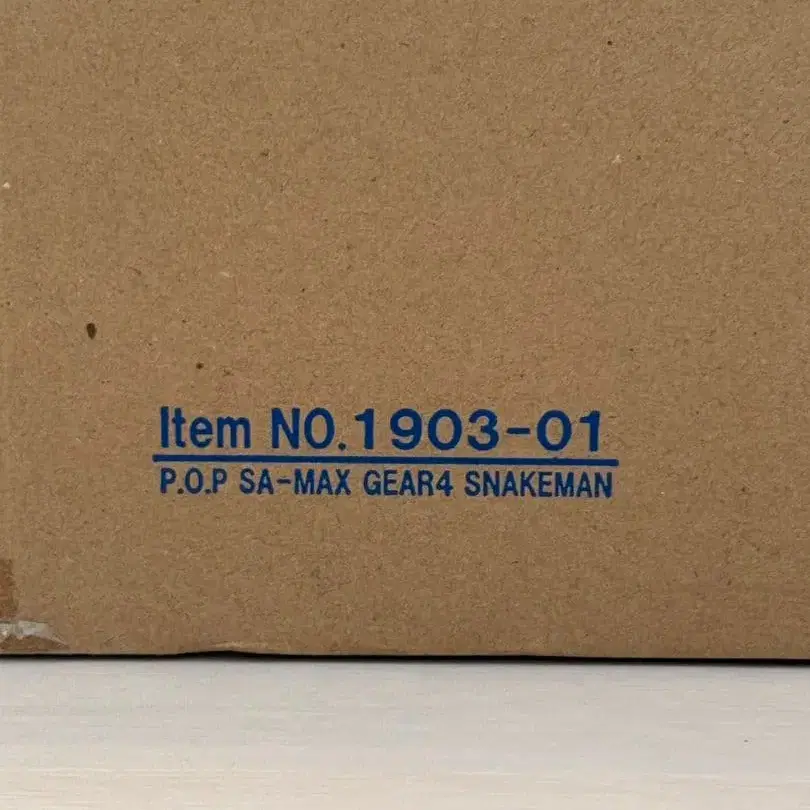 Item NO.1903-01
P.O.P SA-MAX GEAR4 SNAKEMAN